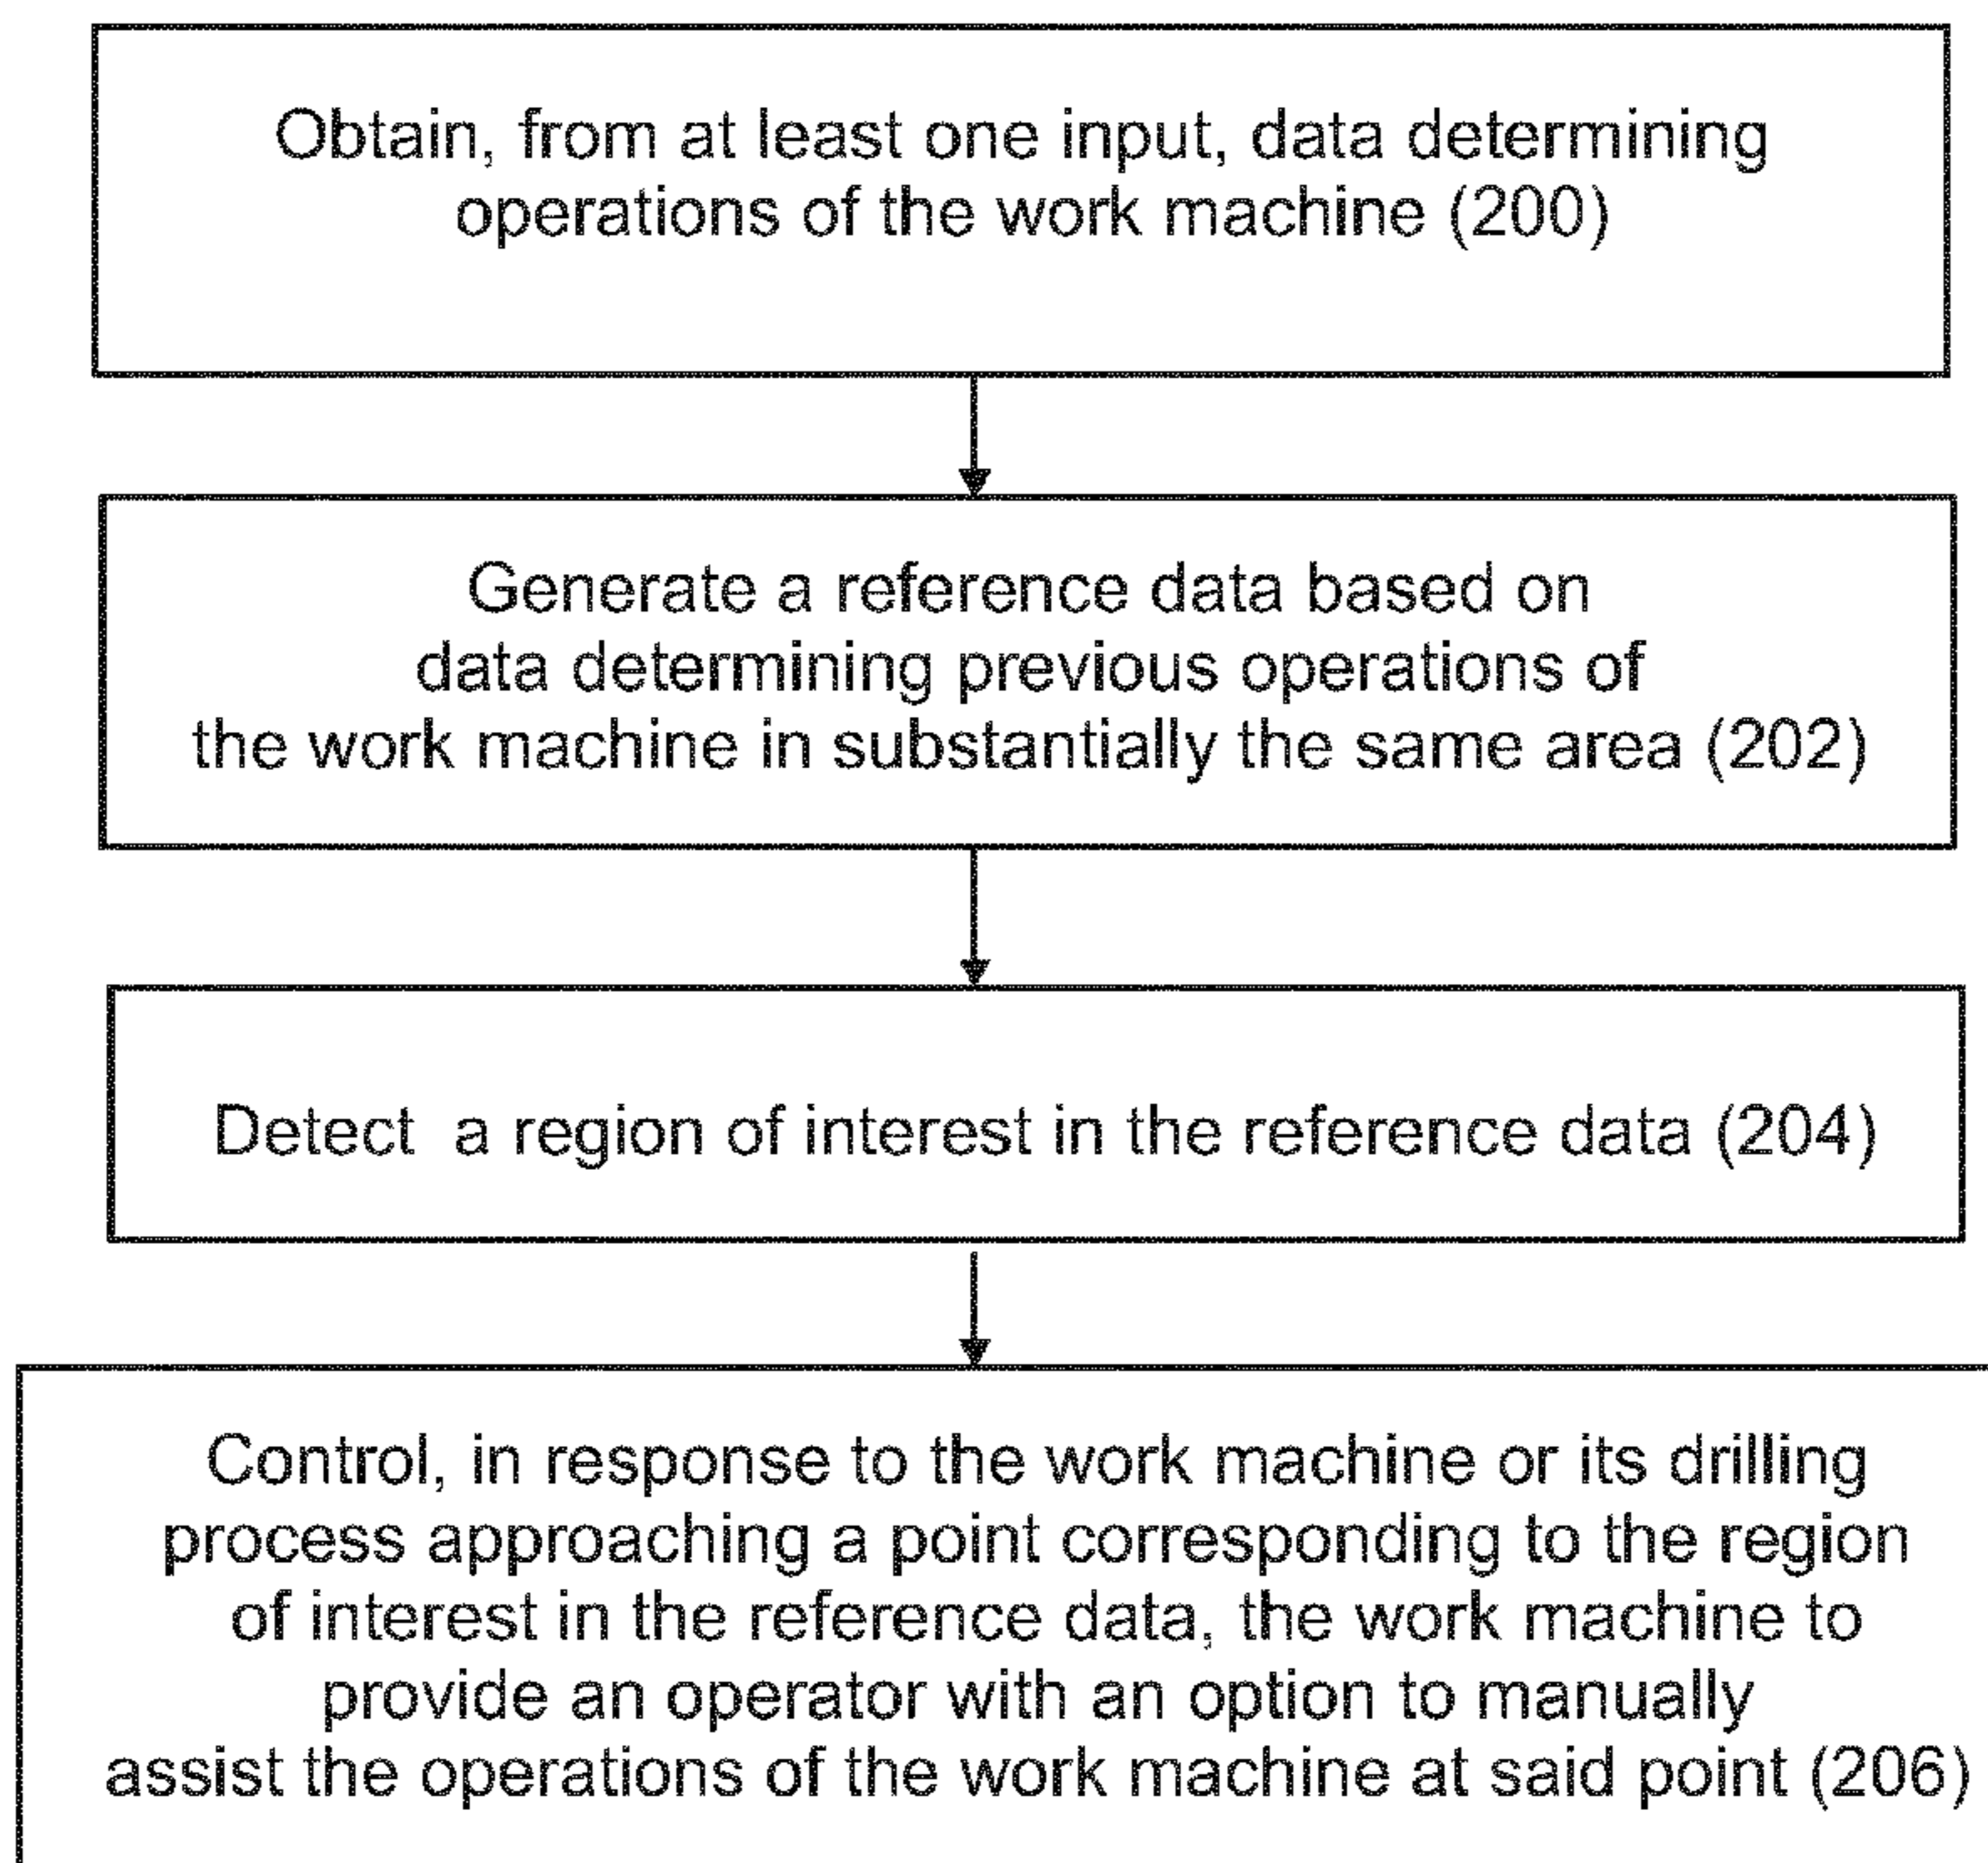 Obtain, from at least one input, data determining
operations of the work machine (200)
Generate a reference data based on
data determining previous operations of
the work machine in substantially the same area (202)
Detect a region of interest in the reference data (204)
Control, in response to the work machine or its drilling
process approaching a point corresponding to the region
of interest in the reference data, the work machine to
provide an operator with an option to manually
assist the operations of the work machine at said point (206)